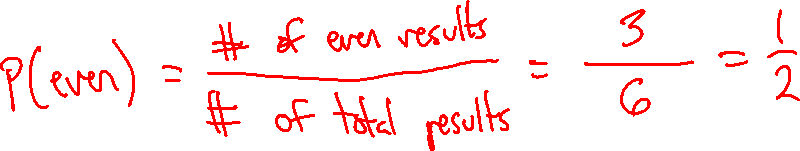 P(even) = # of even results / # of total results = 3/6 = 1/2